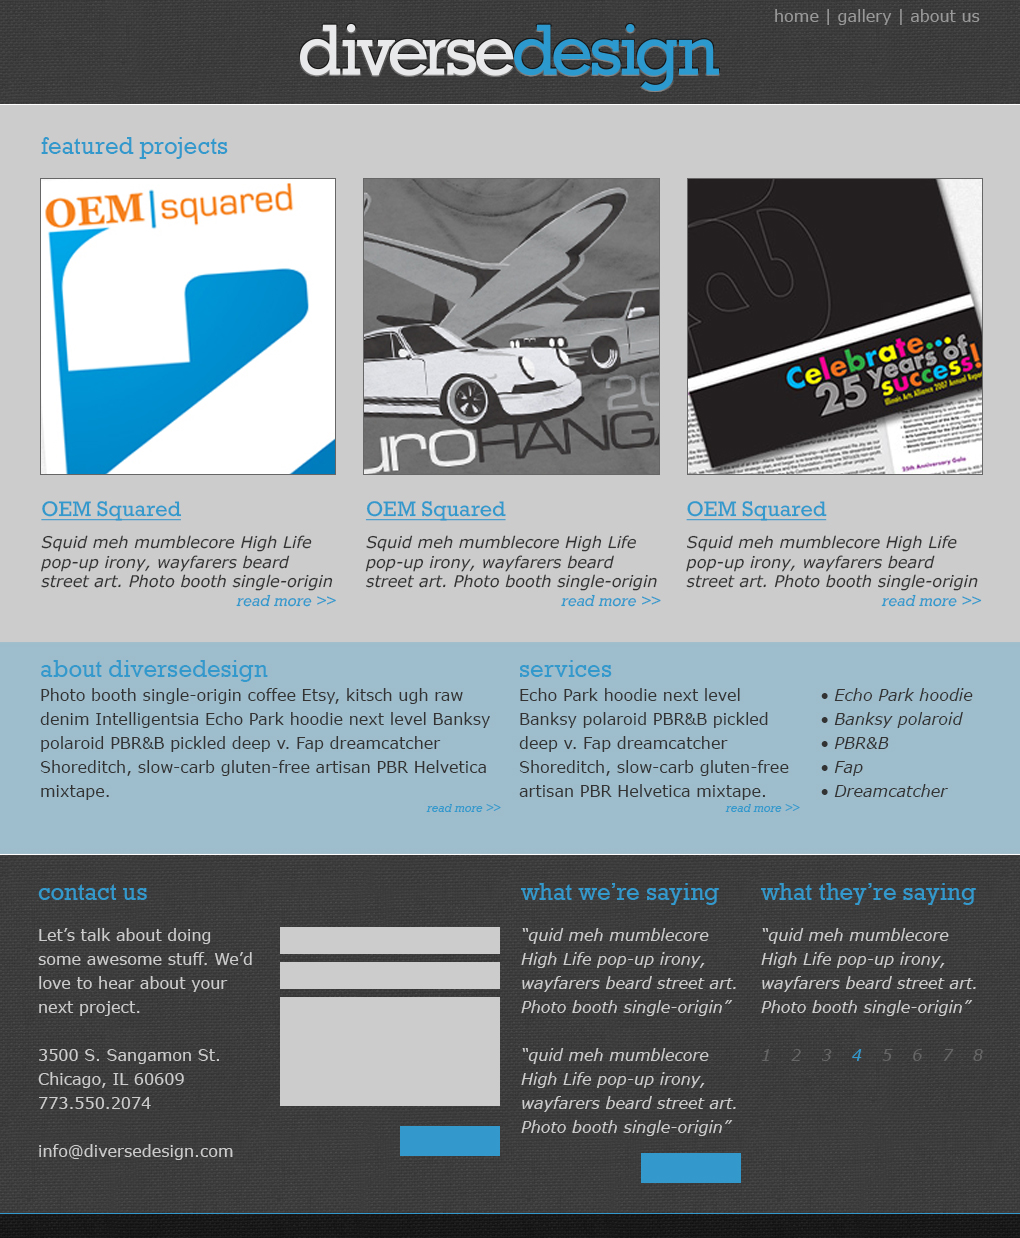 home | gallery | about us
diversedesign
featured projects
OEM|squared
uro HANGA
20
Celebrate...
25 years of
success!
Illinois Arts Alliance 2007 Annual Repor
25th Anniversary Gala
OEM Squared
Squid meh mumblecore High Life
pop-up irony, wayfarers beard
street art. Photo booth single-origin
read more >>
OEM Squared
Squid meh mumblecore High Life
pop-up irony, wayfarers beard
street art. Photo booth single-origin
read more >>
OEM Squared
Squid meh mumblecore High Life
pop-up irony, wayfarers beard
street art. Photo booth single-origin
read more >>
about diversedesign
Photo booth single-origin coffee Etsy, kitsch ugh raw
denim Intelligentsia Echo Park hoodie next level Banksy
polaroid PBR&B pickled deep v. Fap dreamcatcher
Shoreditch, slow-carb gluten-free artisan PBR Helvetica
mixtape.
read more >>
services
Echo Park hoodie next level
Banksy polaroid PBR&B pickled
deep v. Fap dreamcatcher
Shoreditch, slow-carb gluten-free
artisan PBR Helvetica mixtape.
read more >>
• Echo Park hoodie
• Banksy polaroid
• PBR&B
• Fap
• Dreamcatcher
contact us
Let’s talk about doing
some awesome stuff. We’d
love to hear about your
next project.
3500 S. Sangamon St.
Chicago, IL 60609
773.550.2074
info@diversedesign.com
what we’re saying
“quid meh mumblecore
High Life pop-up irony,
wayfarers beard street art.
Photo booth single-origin”
“quid meh mumblecore
High Life pop-up irony,
wayfarers beard street art.
Photo booth single-origin”
what they’re saying
“quid meh mumblecore
High Life pop-up irony,
wayfarers beard street art.
Photo booth single-origin”
1 2 3 4 5 6 7 8